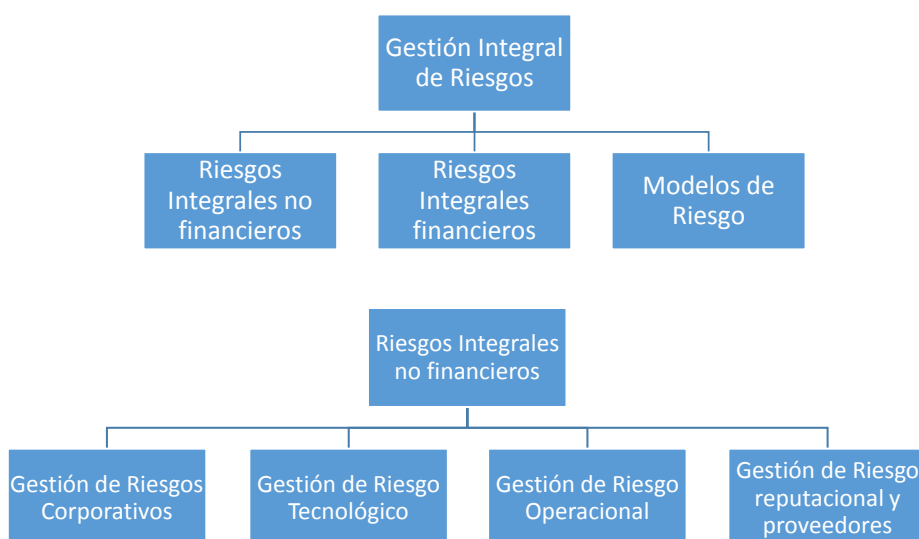 Gestión Integral
de Riesgos
Riesgos
Integrales no
financieros
Riesgos
Integrales
financieros
Modelos de
Riesgo
Riesgos Integrales
no financieros
Gestión de Riesgos
Corporativos
Gestión de Riesgo
Tecnológico
Gestión de Riesgo
Operacional
Gestión de Riesgo
reputacional y
proveedores